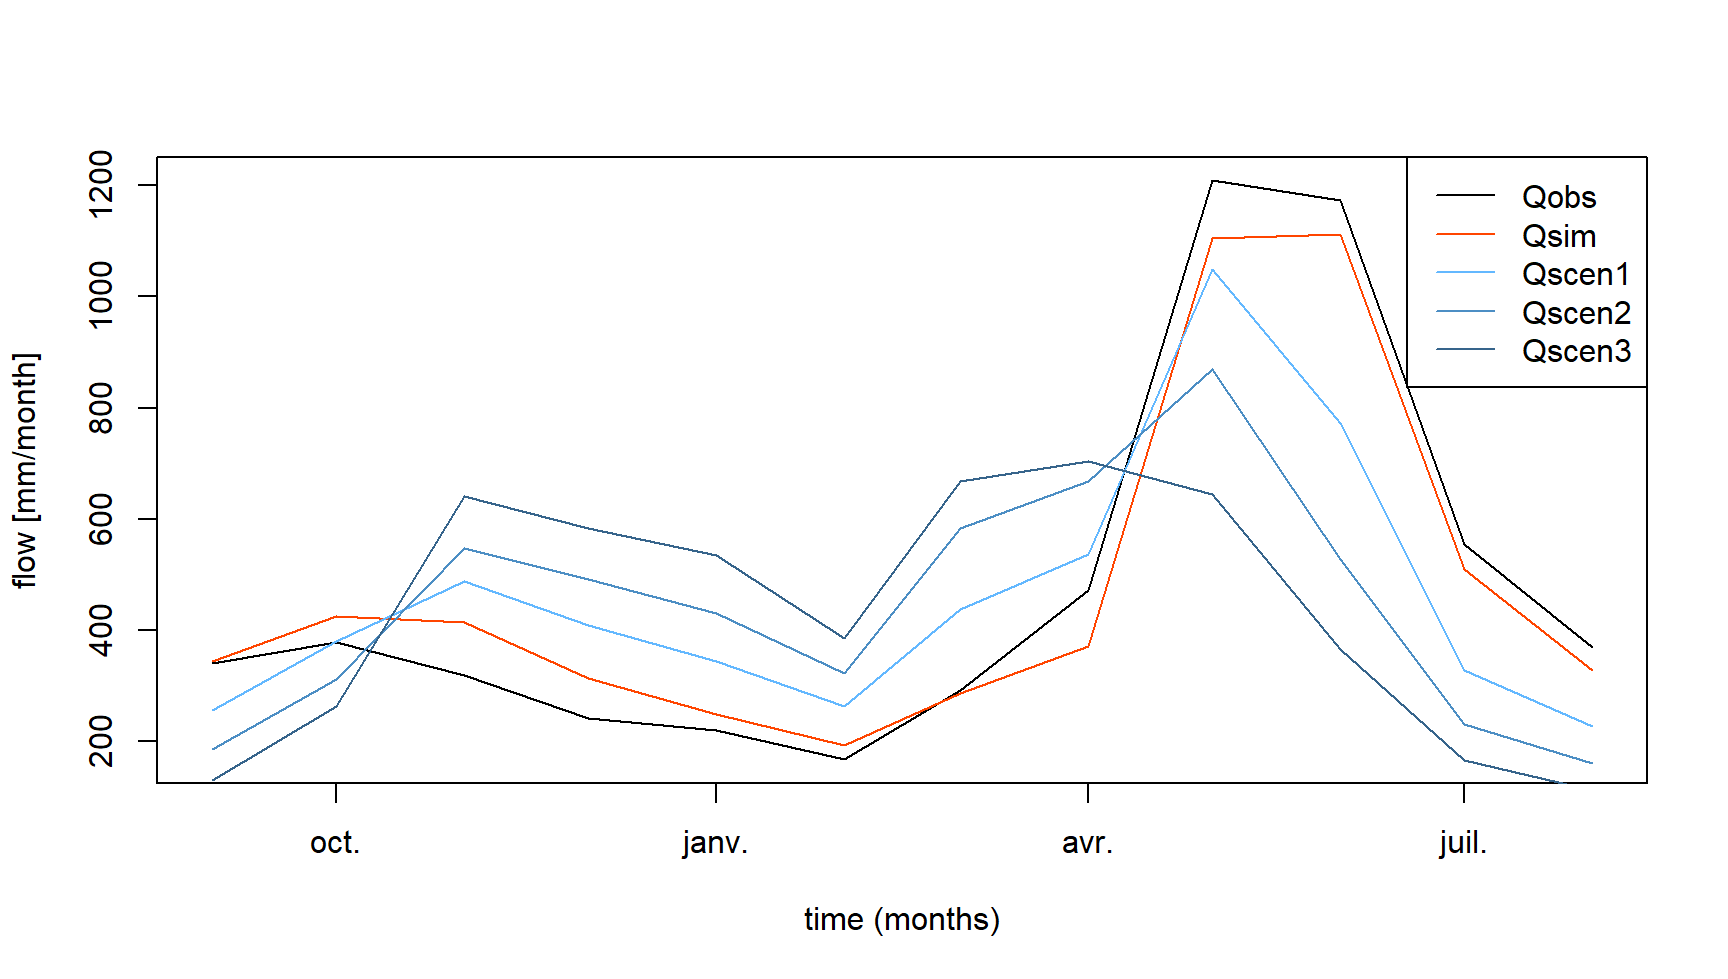 flow [mm/month]
1200
1000
800
600
400
200
Qobs
Qsim
Qscen1
Qscen2
Qscen3
oct. janv. avr. juil.
time (months)